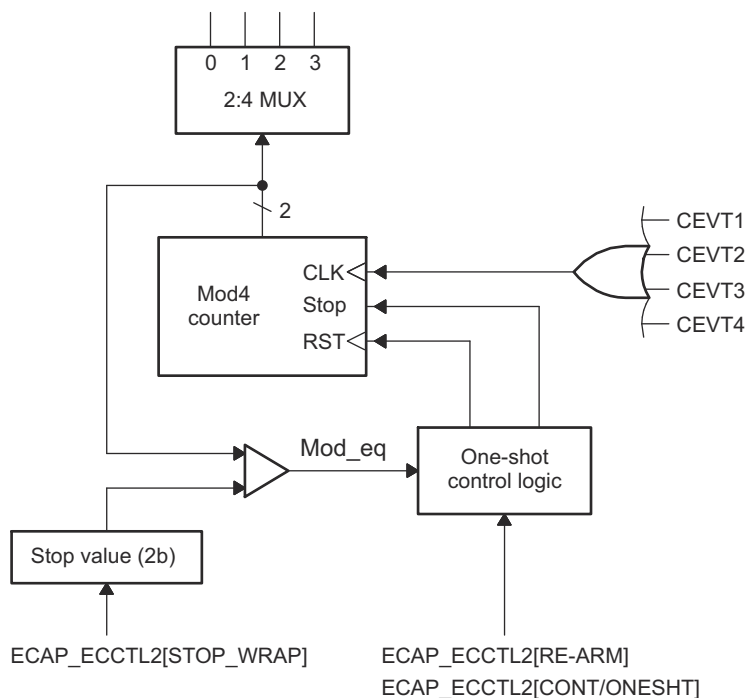 0 1 2 3
2:4 MUX
2
CEVT1
CEVT2
CEVT3
CEVT4
CLK
Stop
RST
Mod4
counter
Mod_eq
One-shot
control logic
Stop value (2b)
ECAP_ECCTL2[STOP_WRAP]
ECAP_ECCTL2[RE-ARM]
ECAP_ECCTL2[CONT/ONESHT]